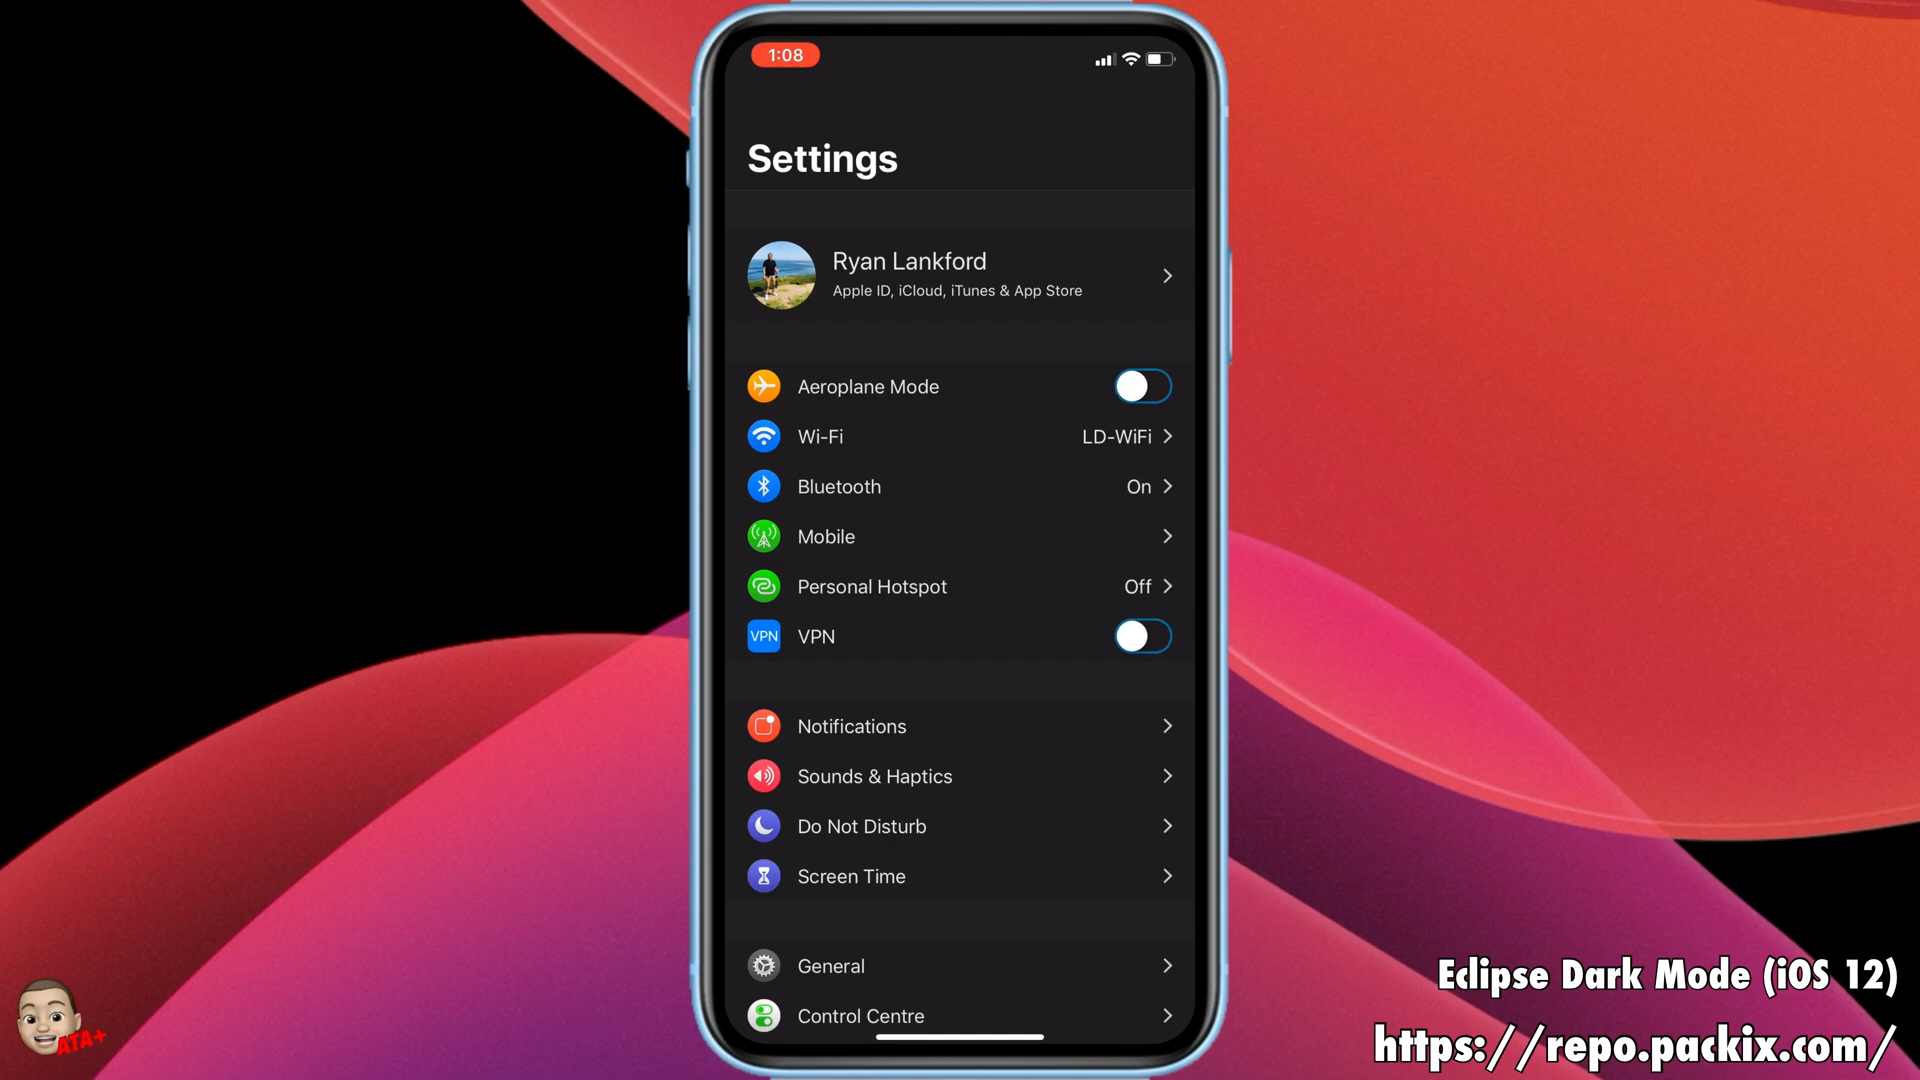 1:08
Settings
Ryan Lankford
Apple ID, iCloud, iTunes & App Store
Aeroplane Mode
Wi-Fi LD-WiFi
Bluetooth On
Mobile
Personal Hotspot Off
VPN VPN
Notifications
Sounds & Haptics
Do Not Disturb
Screen Time
General
Control Centre
ATA+
Eclipse Dark Mode (iOS 12)
https://repo.packix.com/